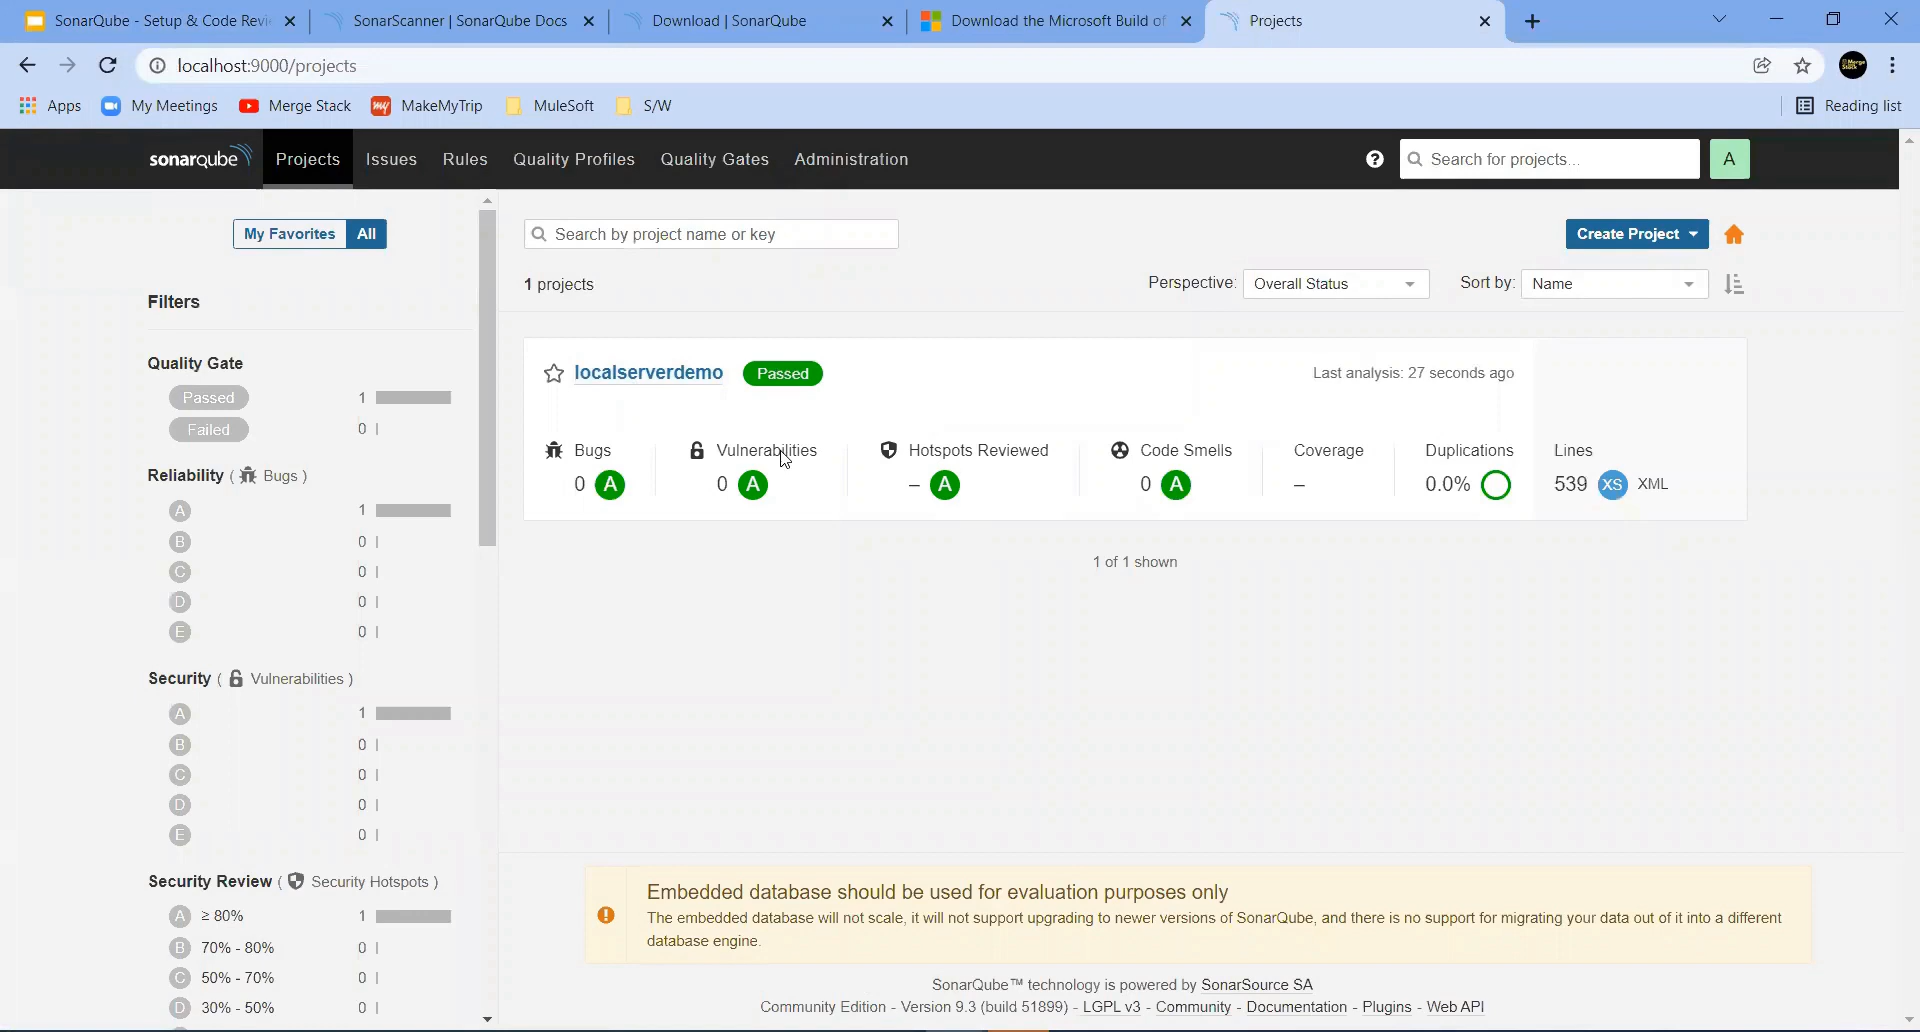 SonarQube - Setup & Code Revi
SonarScanner | SonarQube Docs
Download | SonarQube
Download the Microsoft Build of
Projects
localhost:9000/projects
Apps
My Meetings
Merge Stack
MakeMyTrip
MuleSoft
S/W
Reading list
sonarqube
Projects
Issues
Rules
Quality Profiles
Quality Gates
Administration
Search for projects...
A
My Favorites
All
Search by project name or key
Create Project
1 projects
Perspective: Overall Status
Sort by: Name
Filters
Quality Gate
Passed 1
Failed 0
Reliability ( Bugs )
A 1
B 0
C 0
D 0
E 0
Security ( Vulnerabilities )
A 1
B 0
C 0
D 0
E 0
Security Review ( Security Hotspots )
A ≥ 80% 1
B 70% - 80% 0
C 50% - 70% 0
D 30% - 50% 0
localserverdemo Passed
Last analysis: 27 seconds ago
Bugs Vulnerabilities Hotspots Reviewed Code Smells Coverage Duplications Lines
0 A 0 A – A 0 A – 0.0% 539 XS XML
1 of 1 shown
Embedded database should be used for evaluation purposes only
The embedded database will not scale, it will not support upgrading to newer versions of SonarQube, and there is no support for migrating your data out of it into a different
database engine.
SonarQube™ technology is powered by SonarSource SA
Community Edition - Version 9.3 (build 51899) - LGPL v3 - Community - Documentation - Plugins - Web API